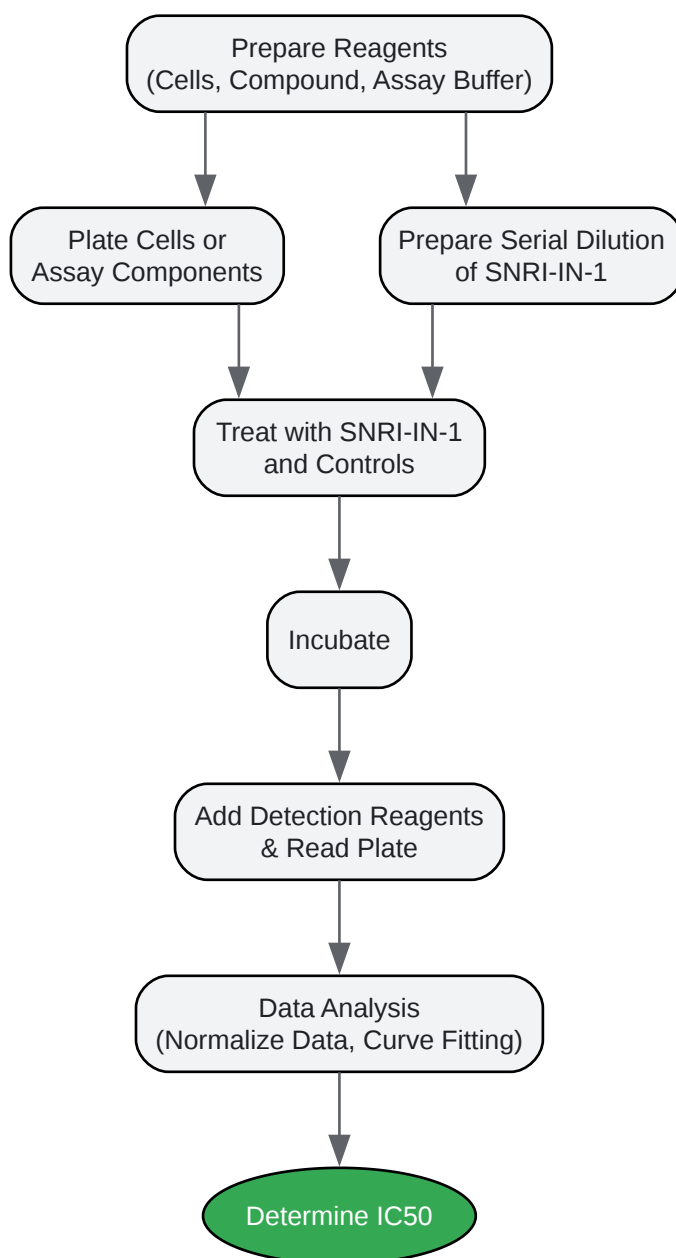 Prepare Reagents
(Cells, Compound, Assay Buffer)
Plate Cells or
Assay Components
Prepare Serial Dilution
of SNRI-IN-1
Treat with SNRI-IN-1
and Controls
Incubate
Add Detection Reagents
& Read Plate
Data Analysis
(Normalize Data, Curve Fitting)
Determine IC50